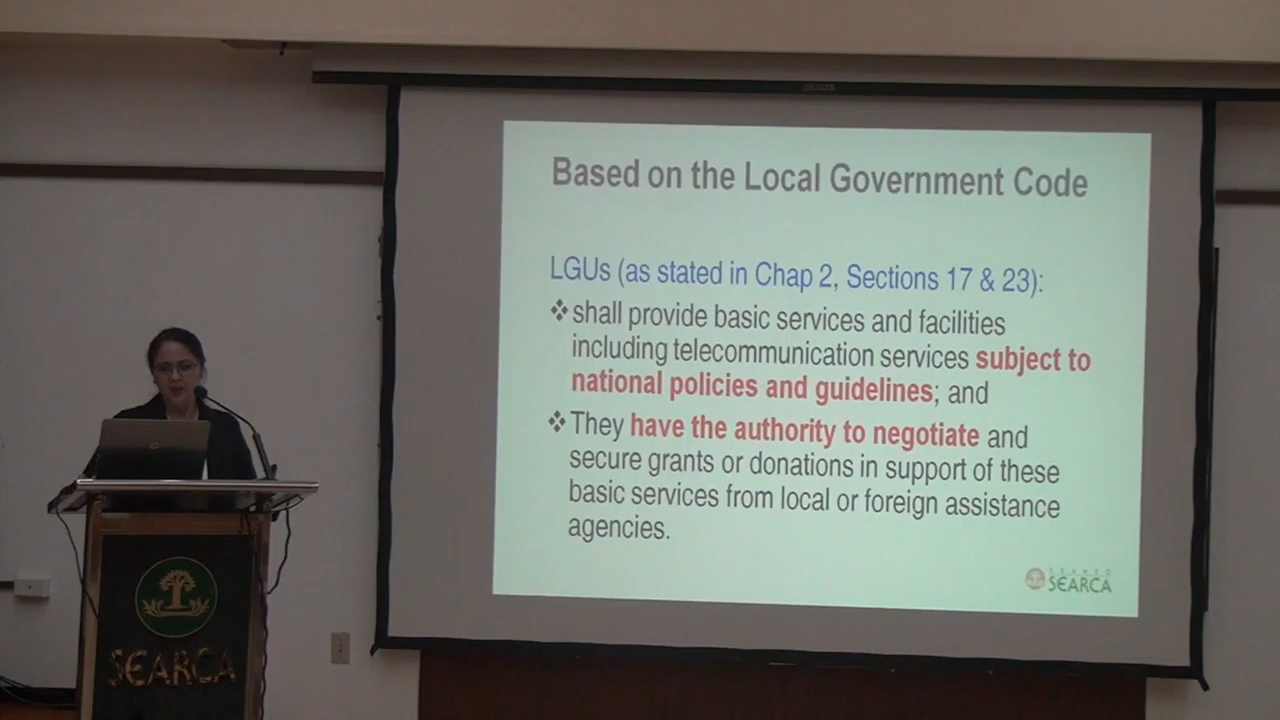 Based on the Local Government Code
LGUs (as stated in Chap 2, Sections 17 & 23):
❖ shall provide basic services and facilities
including telecommunication services subject to
national policies and guidelines; and
❖ They have the authority to negotiate and
secure grants or donations in support of these
basic services from local or foreign assistance
agencies.
SEAMEO
SEARCA
SEARCA